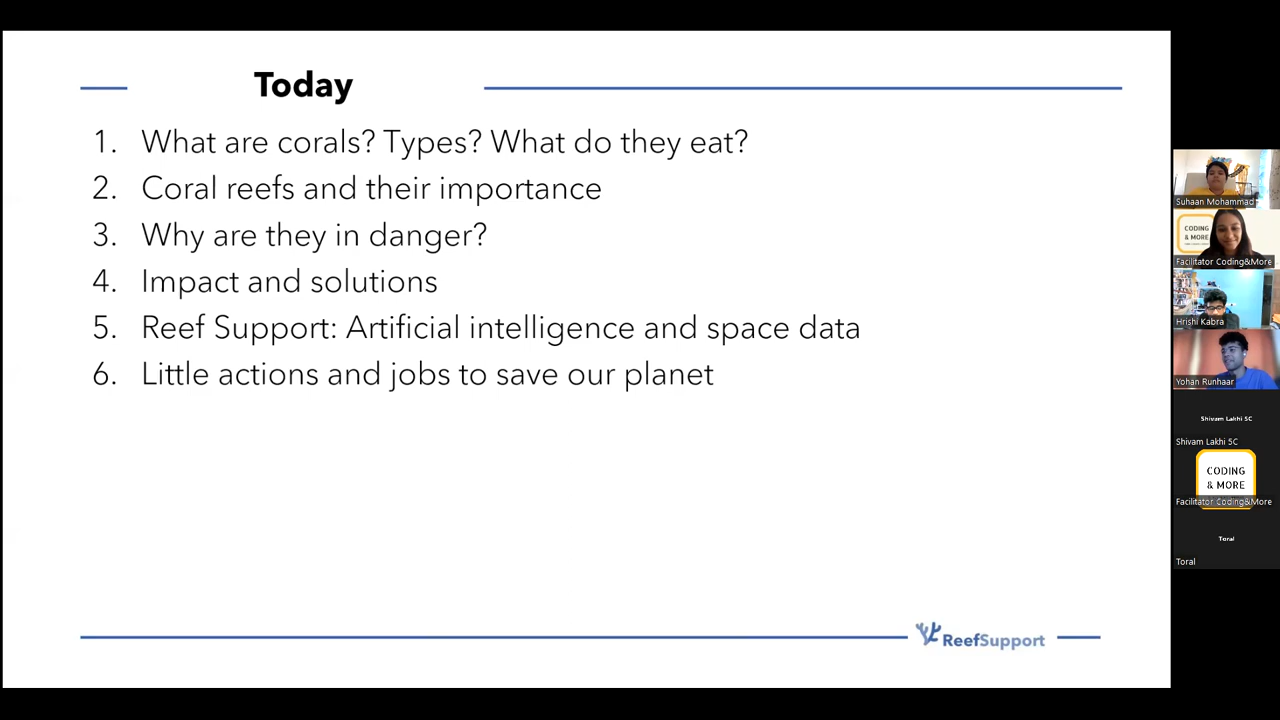 Today
1. What are corals? Types? What do they eat?
2. Coral reefs and their importance
3. Why are they in danger?
4. Impact and solutions
5. Reef Support: Artificial intelligence and space data
6. Little actions and jobs to save our planet
ReefSupport
Suhaan Mohammad
CODING
& MORE
Facilitator Coding&More
Hrishi Kabra
Yohan Runhaar
Shivam Lakhi 5C
Shivam Lakhi 5C
CODING
& MORE
Facilitator Coding&More
Toral
Toral